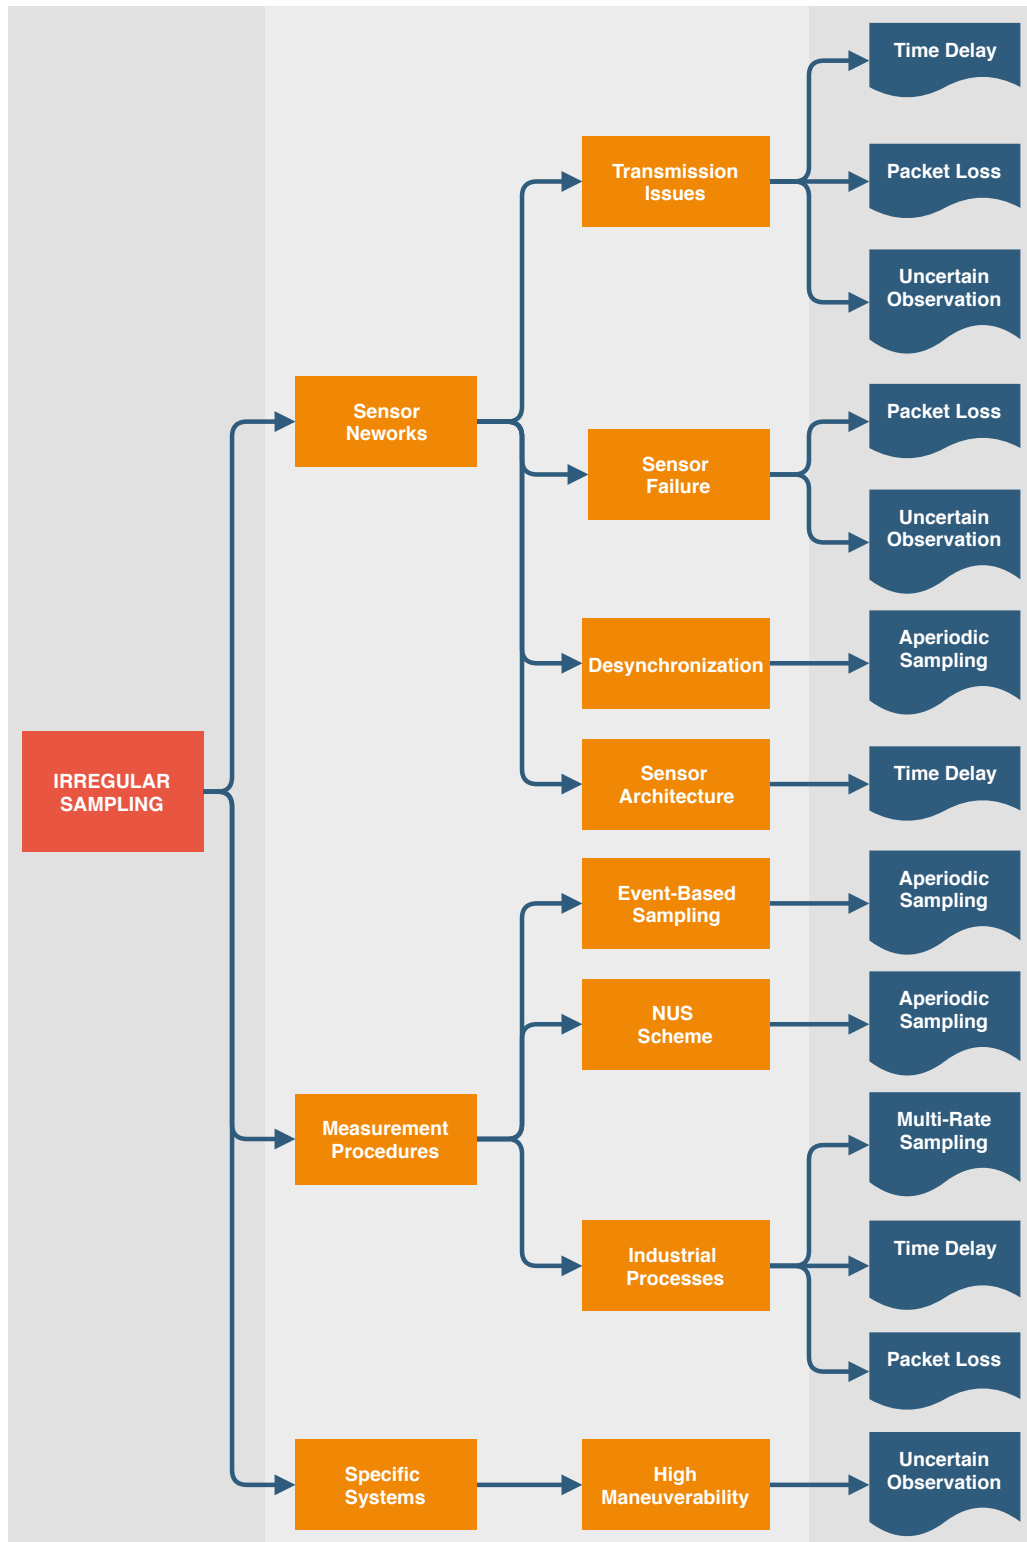 Time Delay
Transmission
Issues
Packet Loss
Uncertain
Observation
Sensor
Neworks
Packet Loss
Sensor
Failure
Uncertain
Observation
Desynchronization
Aperiodic
Sampling
IRREGULAR
SAMPLING
Sensor
Architecture
Time Delay
Event-Based
Sampling
Aperiodic
Sampling
NUS
Scheme
Aperiodic
Sampling
Measurement
Procedures
Multi-Rate
Sampling
Industrial
Processes
Time Delay
Packet Loss
Specific
Systems
High
Maneuverability
Uncertain
Observation